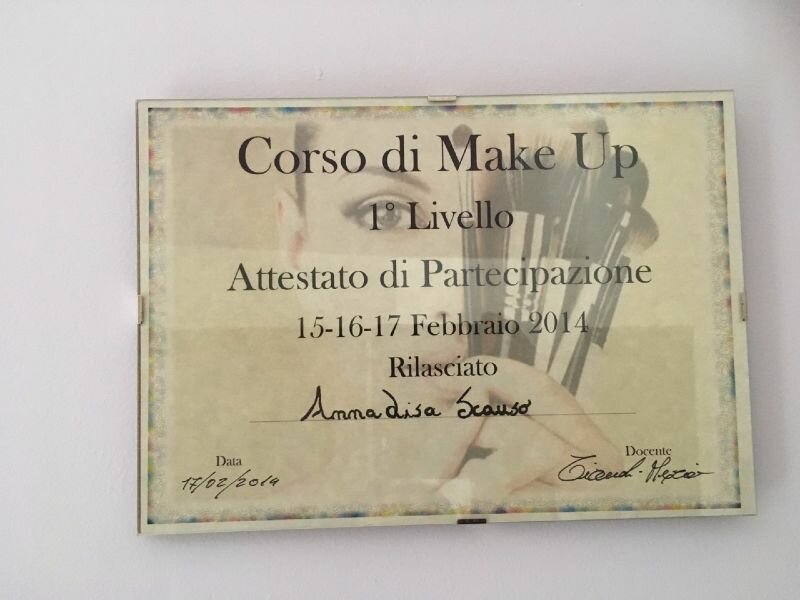 Corso di Make Up
1° Livello
Attestato di Partecipazione
15-16-17 Febbraio 2014
Rilasciato
Annalisa Scauso
Data
17/02/2014
Docente